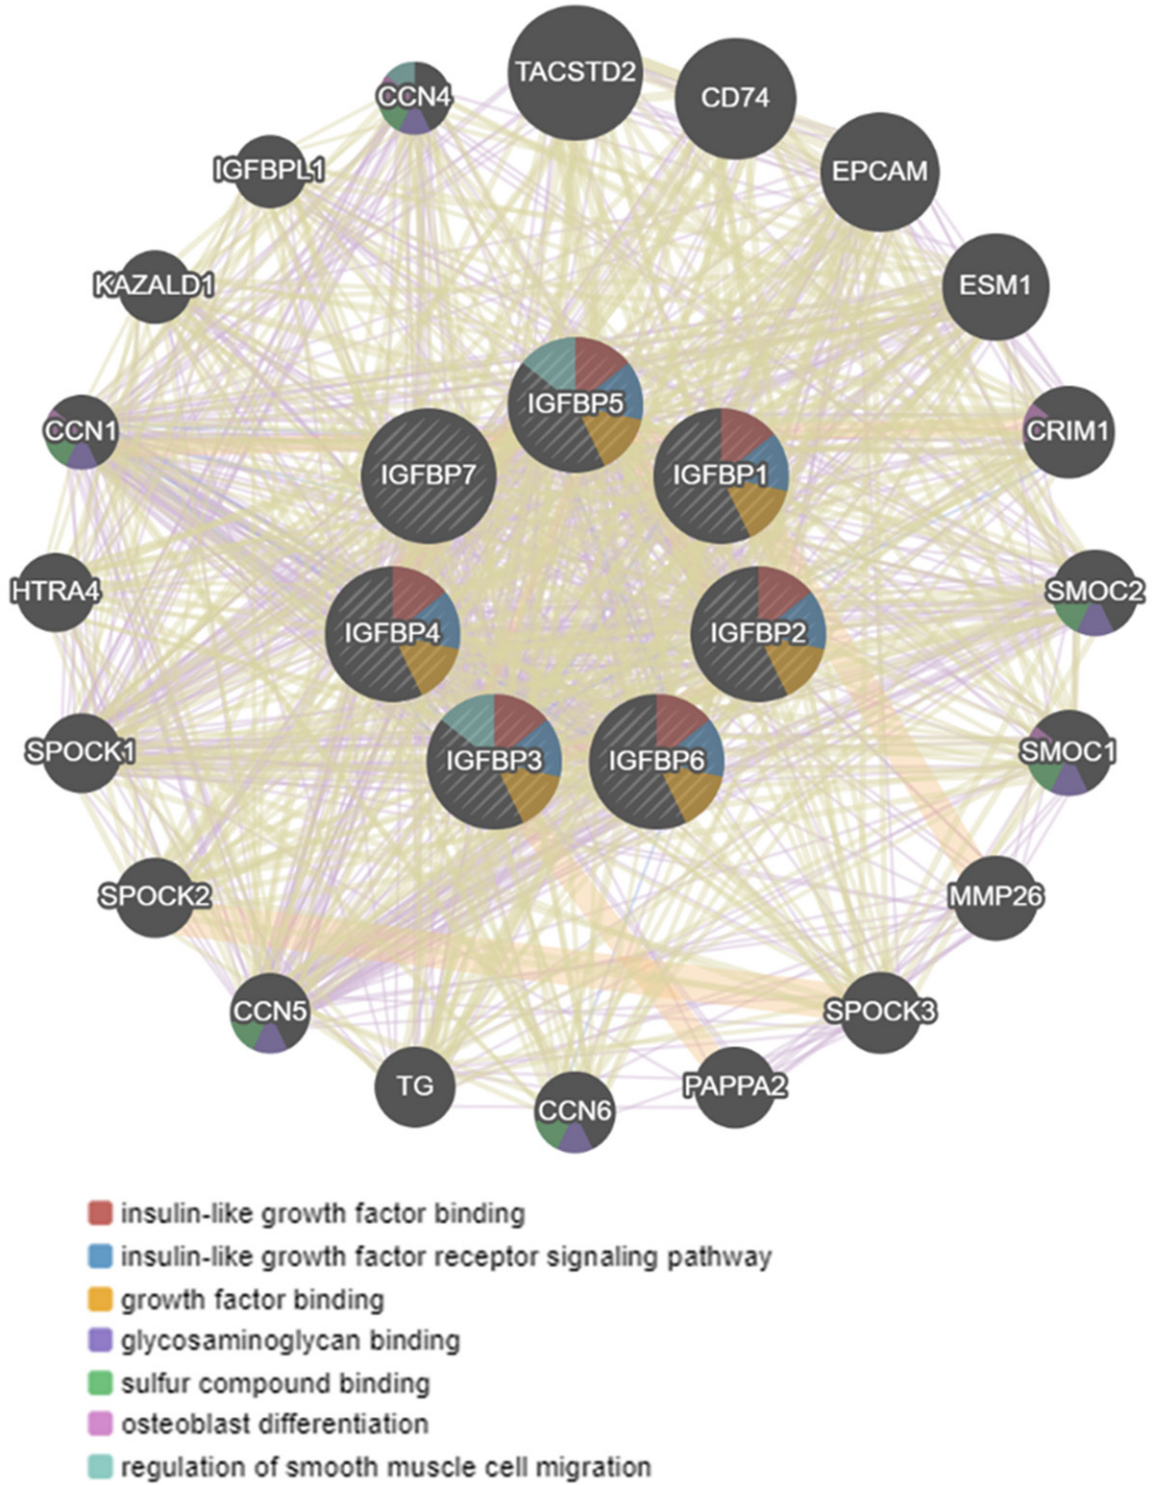 TACSTD2
CD74
CCN4
EPCAM
IGFBPL1
ESM1
KAZALD1
IGFBP5
CCN1
CRIM1
IGFBP7
IGFBP1
HTRA4
SMOC2
IGFBP4
IGFBP2
SPOCK1
SMOC1
IGFBP3
IGFBP6
SPOCK2
MMP26
CCN5
SPOCK3
TG
PAPPA2
CCN6
insulin-like growth factor binding
insulin-like growth factor receptor signaling pathway
growth factor binding
glycosaminoglycan binding
sulfur compound binding
osteoblast differentiation
regulation of smooth muscle cell migration